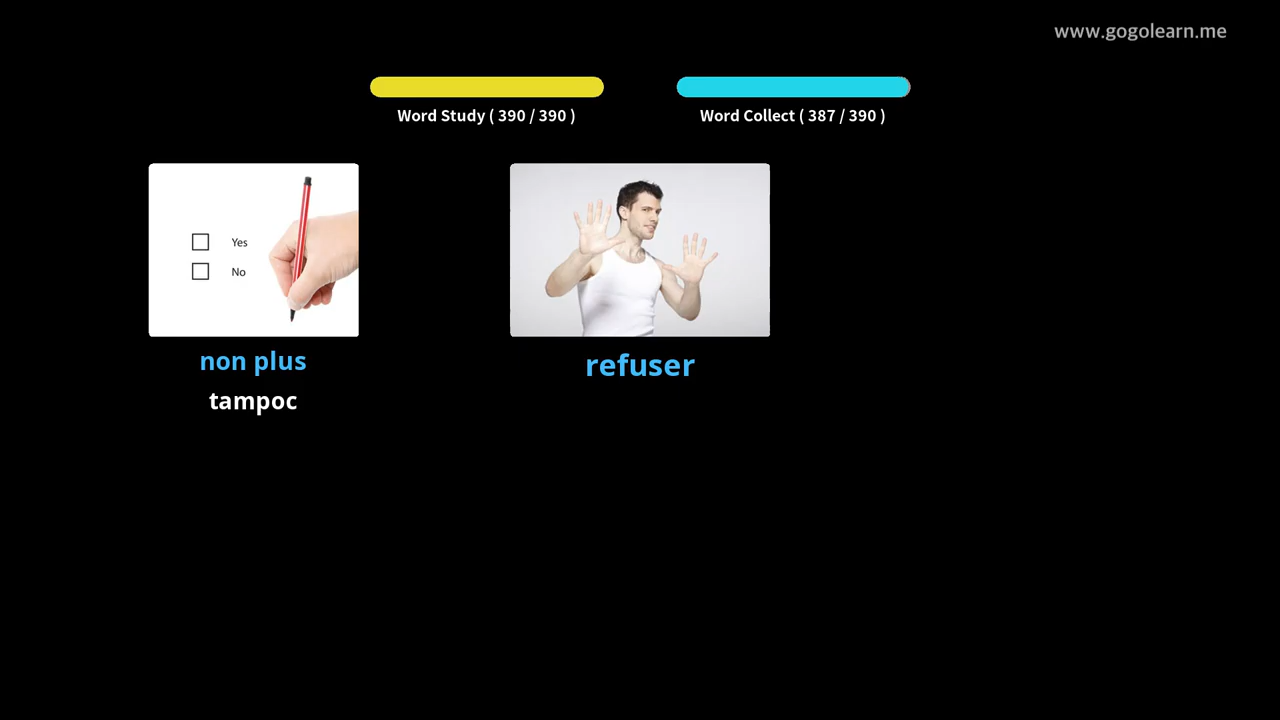 www.gogolearn.me
Word Study ( 390 / 390 )
Word Collect ( 387 / 390 )
Yes
No
non plus
tampoc
refuser